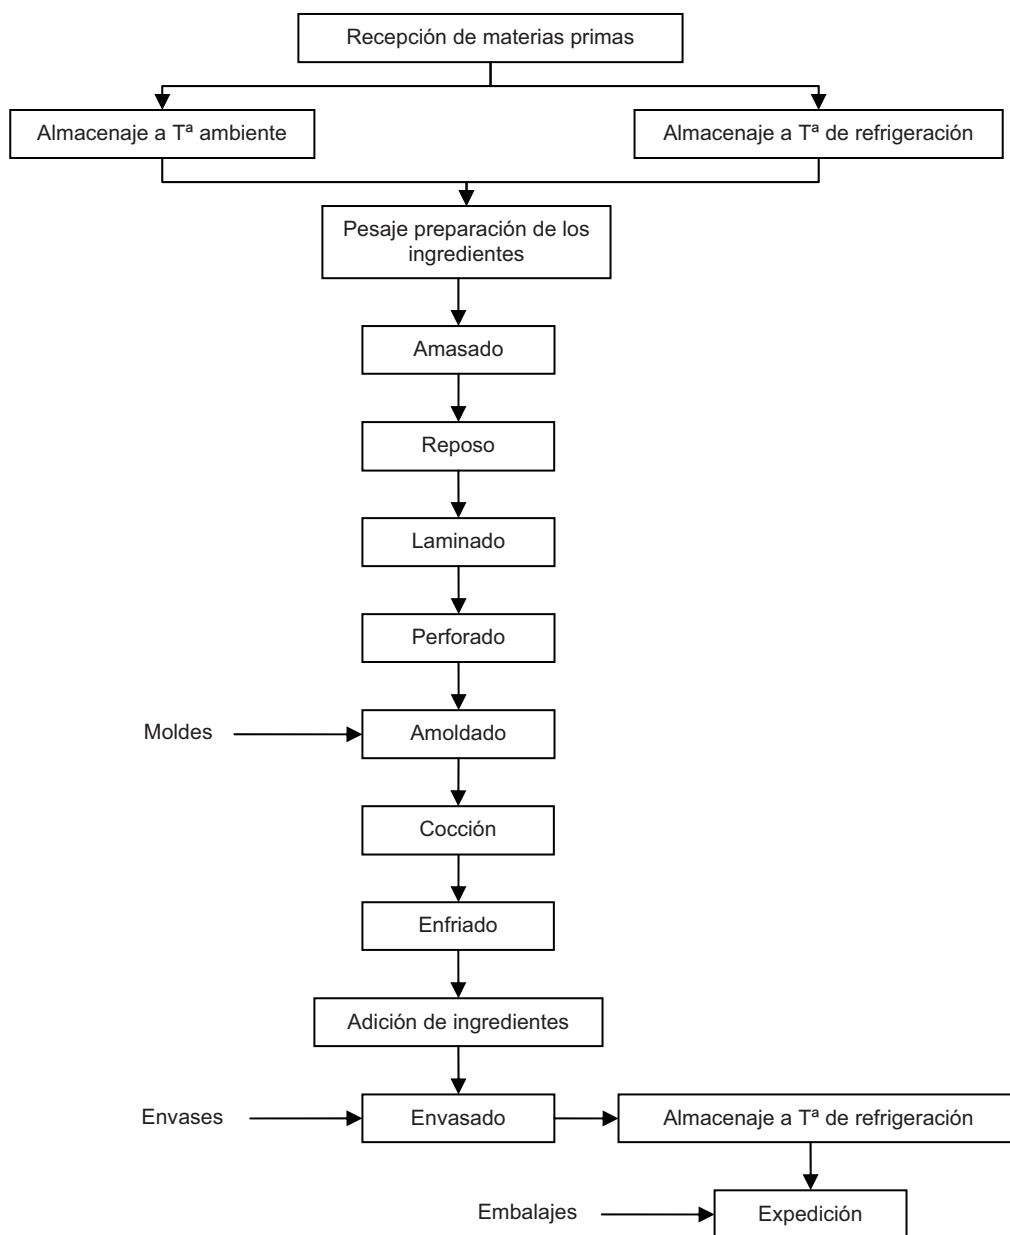 Recepción de materias primas
Almacenaje a Tª ambiente
Almacenaje a Tª de refrigeración
Pesaje preparación de los
ingredientes
Amasado
Reposo
Laminado
Perforado
Moldes
Amoldado
Cocción
Enfriado
Adición de ingredientes
Envases
Envasado
Almacenaje a Tª de refrigeración
Embalajes
Expedición